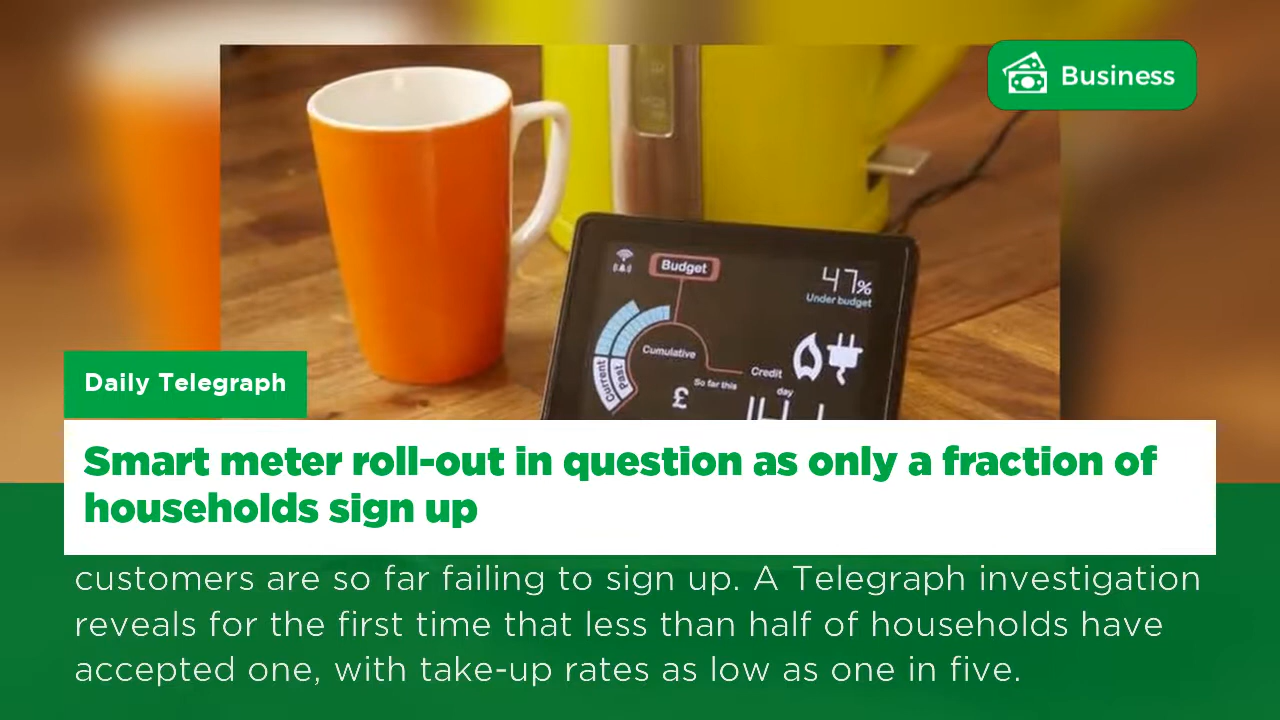 Business
Budget
47%
Under budget
Cumulative
Current
Past
So far this
day
Credit
£
Daily Telegraph
Smart meter roll-out in question as only a fraction of
households sign up
customers are so far failing to sign up. A Telegraph investigation
reveals for the first time that less than half of households have
accepted one, with take-up rates as low as one in five.